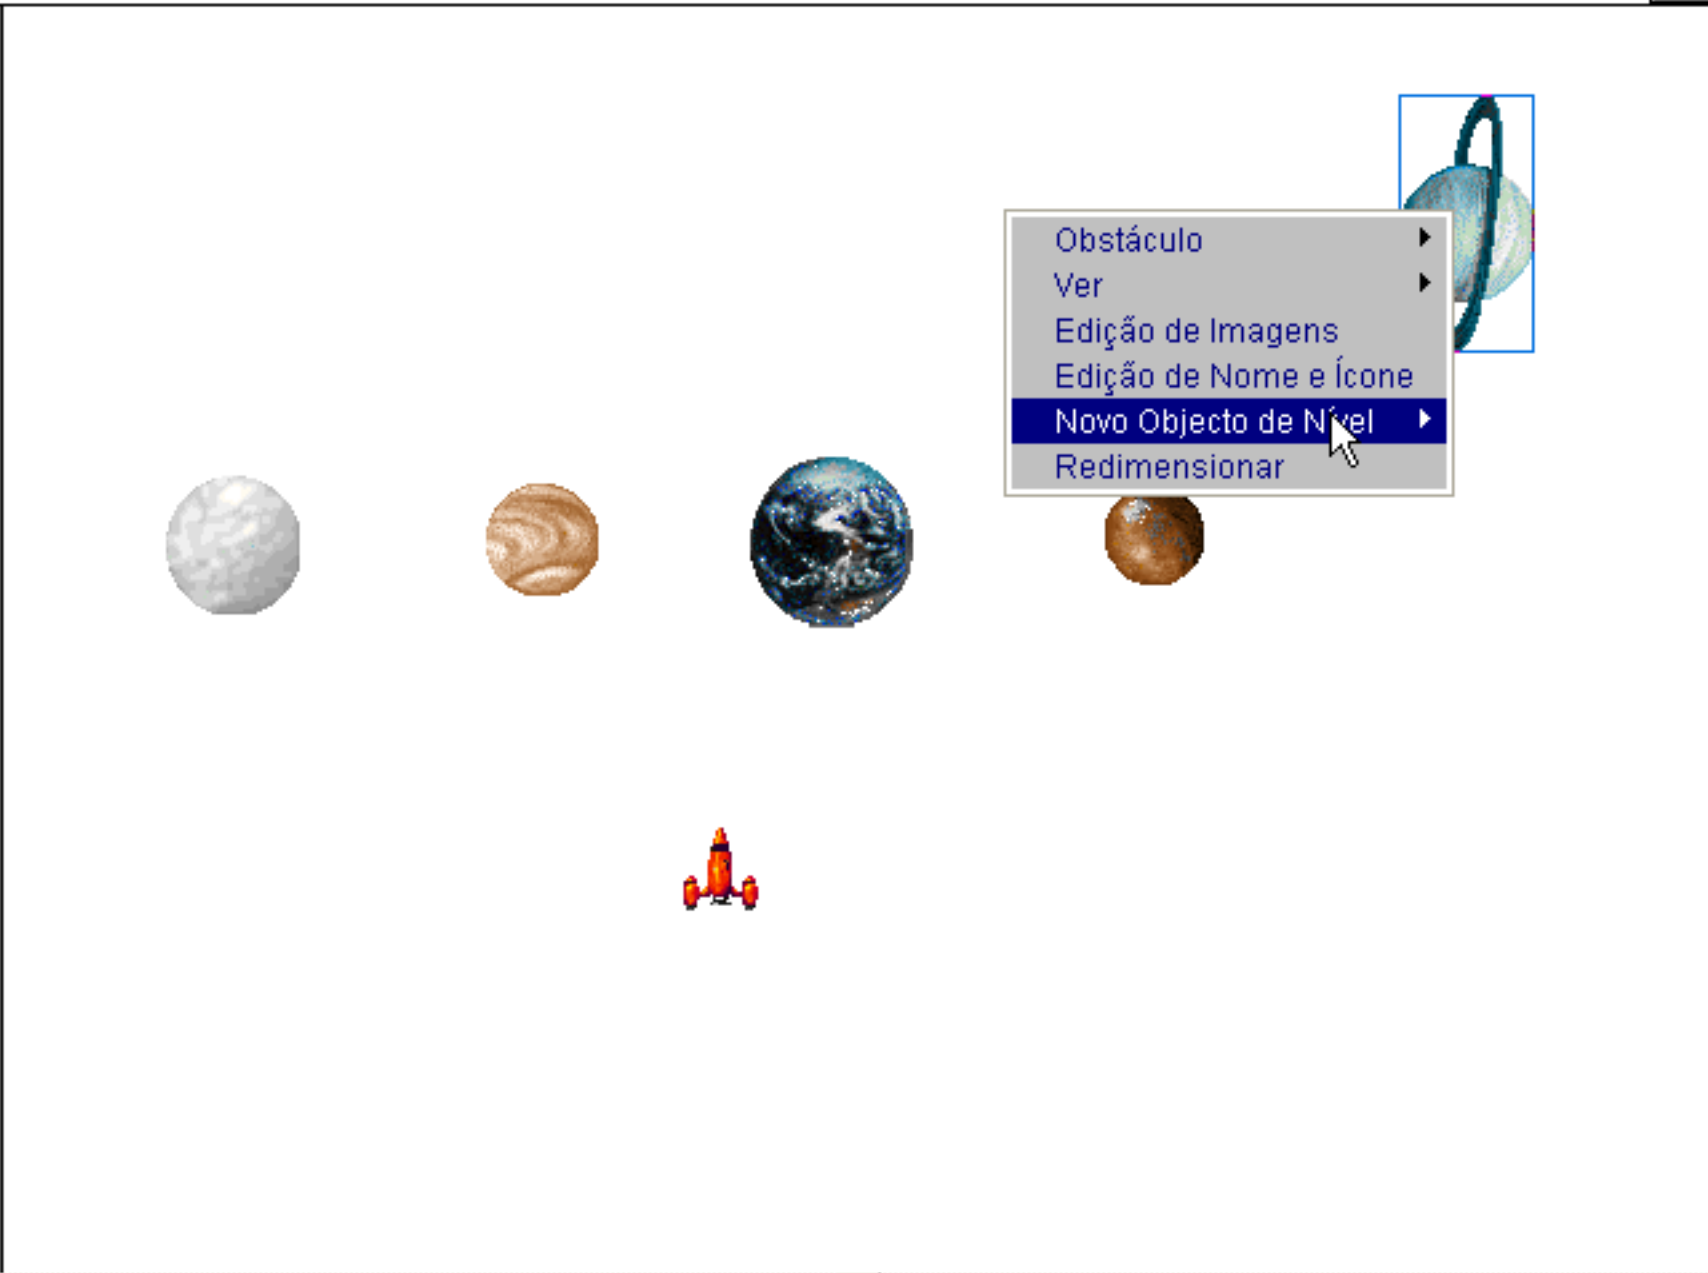 Obstáculo
Ver
Edição de Imagens
Edição de Nome e Ícone
Novo Objecto de Nível
Redimensionar